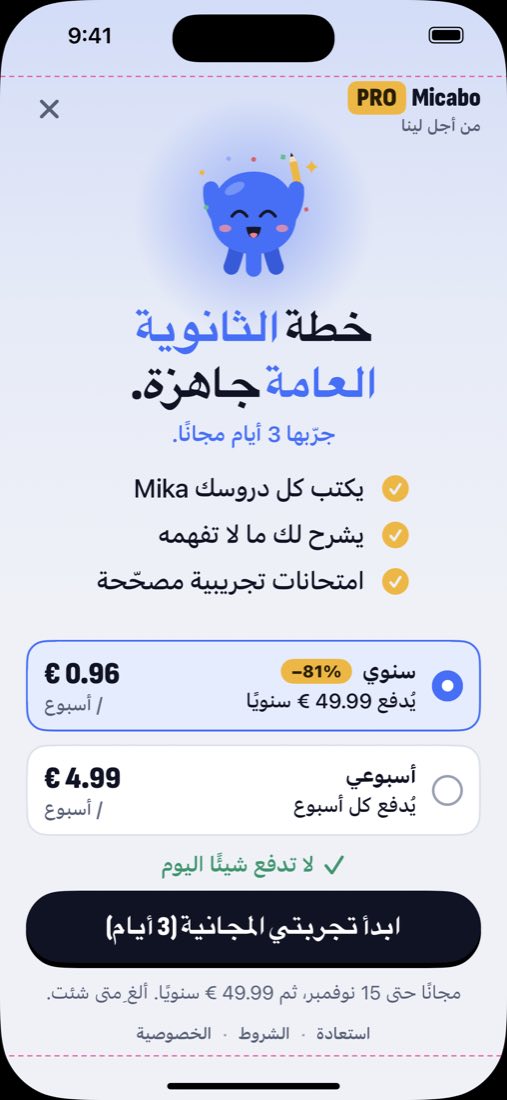 9:41
Micabo PRO
من أجل لينا
خطة الثانوية
العامة جاهزة.
جرّبها 3 أيام مجانًا.
يكتب كل دروسك Mika
يشرح لك ما لا تفهمه
امتحانات تجريبية مصحّحة
سنوي −81%
يُدفع 49.99 € سنويًا
€ 0.96
/ أسبوع
أسبوعي
يُدفع كل أسبوع
€ 4.99
/ أسبوع
لا تدفع شيئًا اليوم
ابدأ تجربتي المجانية (3 أيام)
مجانًا حتى 15 نوفمبر، ثم 49.99 € سنويًا. ألغِ متى شئت.
استعادة · الشروط · الخصوصية